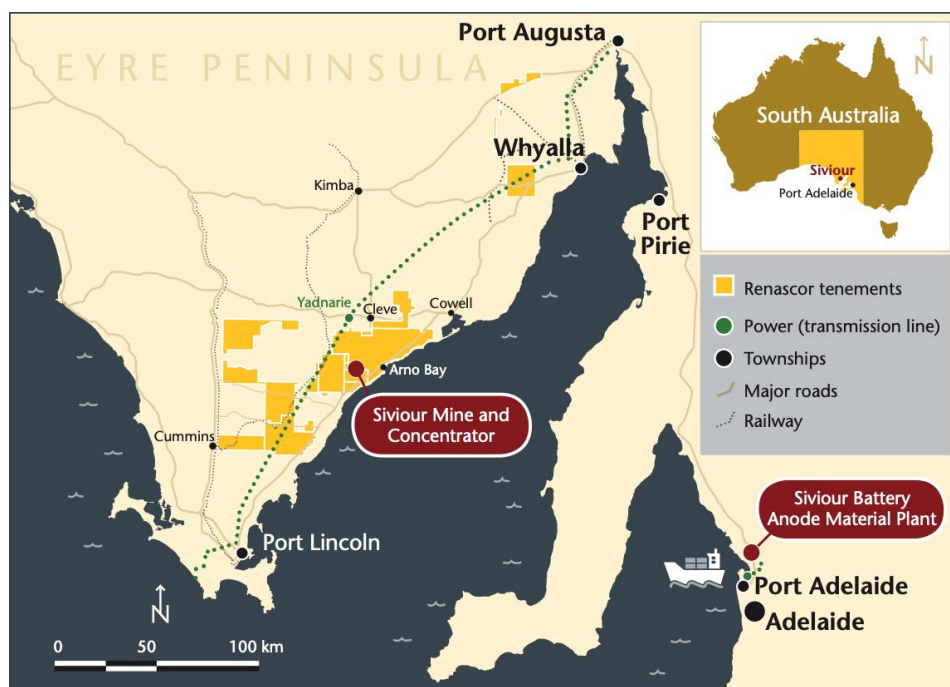 Port Augusta
EYRE PENINSULA
Whyalla
Kimba
Port
Pirie
Yadnarie
Cleve
Cowell
Arno Bay
Siviour Mine and
Concentrator
Cummins
Port Lincoln
N
0 50 100 km
N
South Australia
Siviour
Port Adelaide
Renascor tenements
Power (transmission line)
Townships
Major roads
Railway
Siviour Battery
Anode Material Plant
Port Adelaide
Adelaide